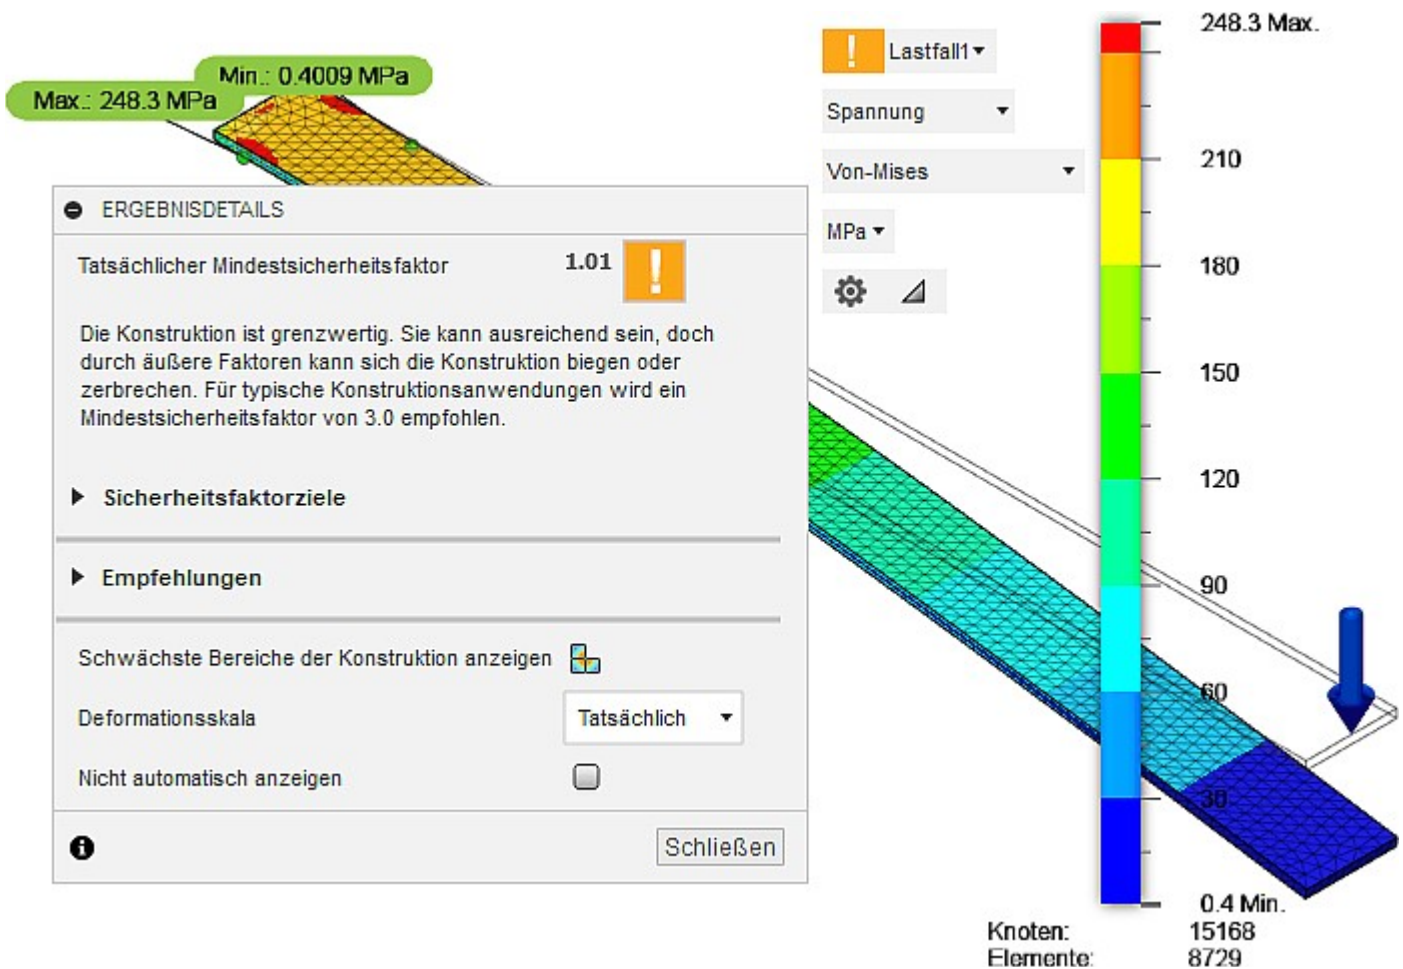 248.3 Max.
Lastfall1
Min.: 0.4009 MPa
Max.: 248.3 MPa
Spannung
210
Von-Mises
ERGEBNISDETAILS
MPa
180
Tatsächlicher Mindestsicherheitsfaktor 1.01
Die Konstruktion ist grenzwertig. Sie kann ausreichend sein, doch
durch äußere Faktoren kann sich die Konstruktion biegen oder
zerbrechen. Für typische Konstruktionsanwendungen wird ein
Mindestsicherheitsfaktor von 3.0 empfohlen.
150
Sicherheitsfaktorziele
120
Empfehlungen
90
Schwächste Bereiche der Konstruktion anzeigen
60
Deformationsskala Tatsächlich
Nicht automatisch anzeigen
30
Schließen
0.4 Min.
Knoten: 15168
Elemente: 8729